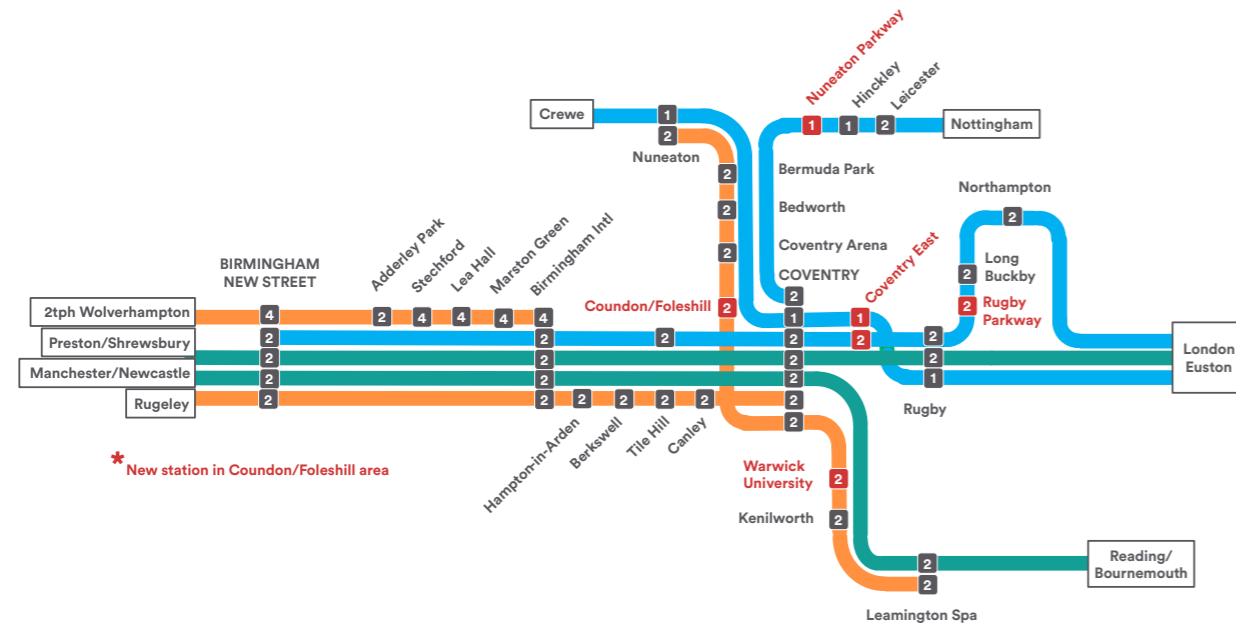 Nuneaton Parkway
Hinckley
Leicester
Crewe
1
1
1
2
Nottingham
2
Nuneaton
2
Bermuda Park
Northampton
2
Bedworth
2
2
Coventry Arena
Long
Buckby
2
BIRMINGHAM
NEW STREET
Adderley Park
Stechford
Lea Hall
Marston Green
Birmingham Intl
COVENTRY
Coventry East
2
Coundon/Foleshill
2
Rugby
Parkway
2
2tph Wolverhampton
4
2
4
4
4
4
1
1
Preston/Shrewsbury
2
2
2
2
2
2
2
2
2
London
Euston
Manchester/Newcastle
2
2
2
1
Rugeley
2
2
2
2
2
2
2
Rugby
2
Hampton-in-Arden
Berkswell
Tile Hill
Canley
* New station in Coundon/Foleshill area
Warwick
University
2
Kenilworth
2
Reading/
Bournemouth
2
2
Leamington Spa